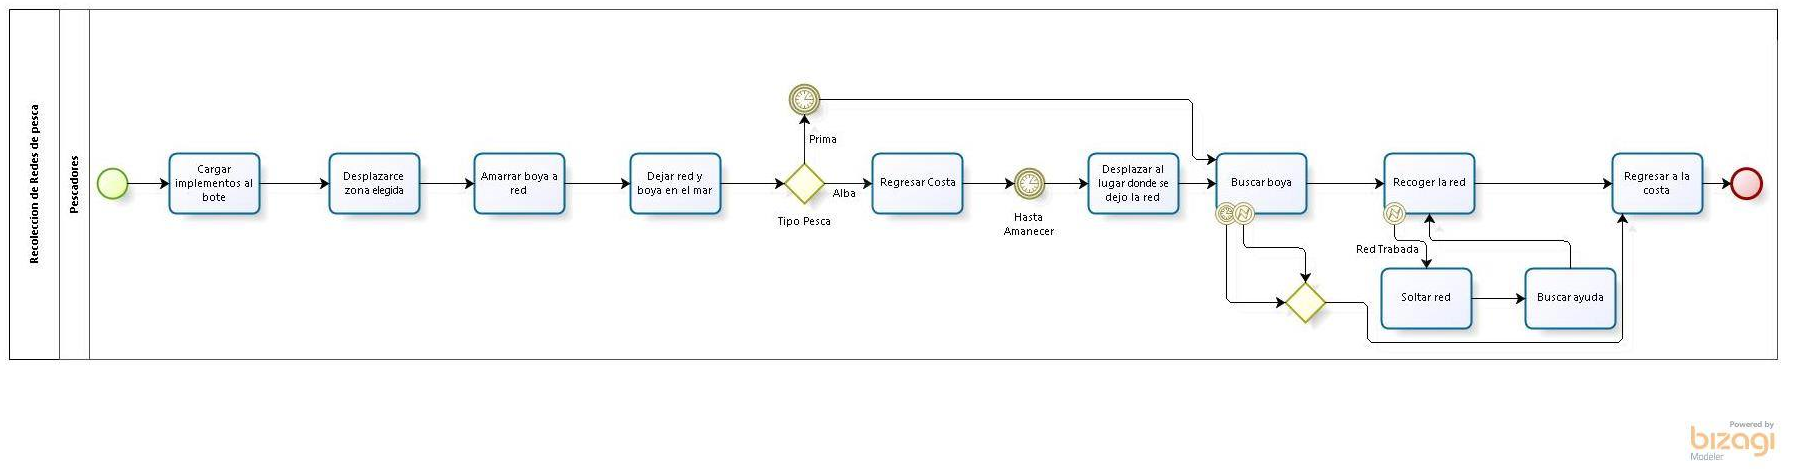 Recoleccion de Redes de pesca
Pescadores
Cargar
implementos al
bote
Desplazarce
zona elegida
Amarrar boya a
red
Dejar red y
boya en el mar
Prima
Alba
Tipo Pesca
Regresar Costa
Hasta
Amanecer
Desplazar al
lugar donde se
dejo la red
Buscar boya
Recoger la red
Red Trabada
Soltar red
Buscar ayuda
Regresar a la
costa
Powered by
bizagi
Modeler